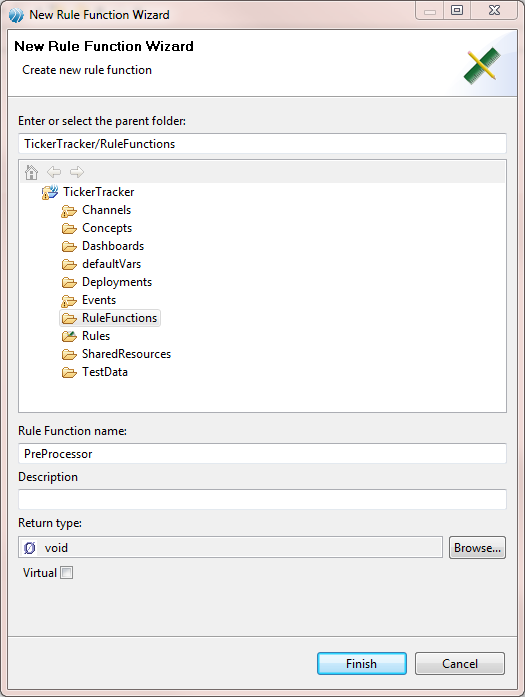 New Rule Function Wizard
New Rule Function Wizard
Create new rule function
Enter or select the parent folder:
TickerTracker/RuleFunctions
TickerTracker
Channels
Concepts
Dashboards
defaultVars
Deployments
Events
RuleFunctions
Rules
SharedResources
TestData
Rule Function name:
PreProcessor
Description
Return type:
void
Browse...
Virtual
Finish
Cancel